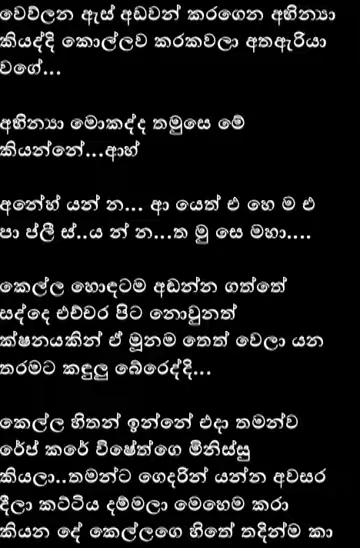 වෙව්ලන ඇස් අඩවන් කරගෙන අභින්‍යා
කියද්දි කොල්ලව කරකවලා අතඇරියා
වගේ...
අභින්‍යා මොකද්ද තමුසෙ මේ
කියන්නේ...ආහ්
අනේහ් යන් න... ආ යෙත් එ හෙ ම එ
පා ප්ලී ස්..ය න් න...ත මු සෙ මහා....
කෙල්ල හොඳටම අඬන්න ගත්තේ
සද්දෙ එච්චර පිට නොවුනත්
ක්ෂනයකින් ඒ මූනම තෙත් වෙලා යන
තරමට කඳුලු බේරෙද්දි...
කෙල්ල හිතන් ඉන්නේ එදා තමන්ව
රේප් කරේ විෂේත්ගෙ මිනිස්සු
කියලා..තමන්ට ගෙදරින් යන්න අවසර
දීලා කට්ටිය දම්මලා මෙහෙම කරා
කියන දේ කෙල්ලගෙ හිතේ තදින්ම කා